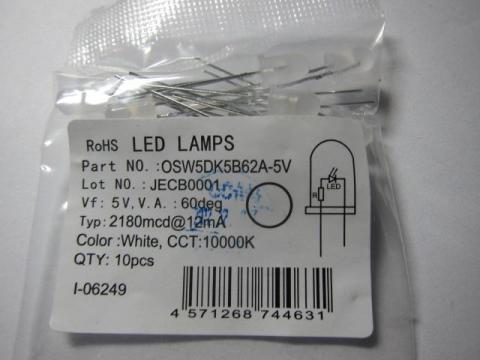 RoHS LED LAMPS
Part NO.:OSW5DK5B62A-5V
Lot NO.: JECB0001
Vf: 5V,V.A.: 60deg
Typ: 2180mcd@12mA
Color:White, CCT:10000K
QTY: 10pcs
I-06249
R
LED
4 571268 744631